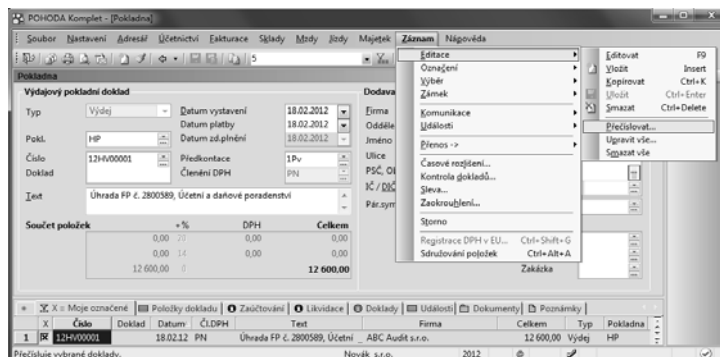 POHODA Komplet - [Pokladna]
Soubor Nastavení Adresář Účetnictví Fakturace Sklady Mzdy Jízdy Majetek Záznam Nápověda
5
Pokladna
Výdajový pokladní doklad
Typ Výdej Datum vystavení 18.02.2012
Datum platby 18.02.2012
Pokl. HP Datum zd.plnění 18.02.2012
Číslo 12HV00001 Předkontace 1Pv
Doklad Členění DPH PN
Text Úhrada FP č. 2800589, Účetní a daňové poradenství
Součet položek +% DPH Celkem
0,00 20 0,00 0,00
0,00 14 0,00 0,00
12 600,00 0 12 600,00
Dodava
Firma
Odděle
Jméno
Ulice
PSČ, Ob
IČ / DIČ
Pár.sym
Zakázka
Editace
Označení
Výběr
Zámek
Komunikace
Události
Přenos ->
Časové rozlišení...
Kontrola dokladů...
Sleva...
Zaokrouhlení...
Storno
Registrace DPH v EU... Ctrl+Shift+G
Sdružování položek Ctrl+Alt+A
Editovat F9
Vložit Insert
Kopírovat Ctrl+K
Uložit Ctrl+Enter
Smazat Ctrl+Delete
Přečíslovat...
Upravit vše...
Smazat vše
X = Moje označené Položky dokladu Zaúčtování Likvidace Doklady Události Dokumenty Poznámky
X Číslo Doklad Datum Čl.DPH Text Firma Celkem Typ Pokladna
1 12HV00001 18.02.12 PN Úhrada FP č. 2800589, Účetní ABC Audit s.r.o. 12 600,00 Výdej HP
Přečísluje vybrané doklady. Novák s.r.o. 2012 @